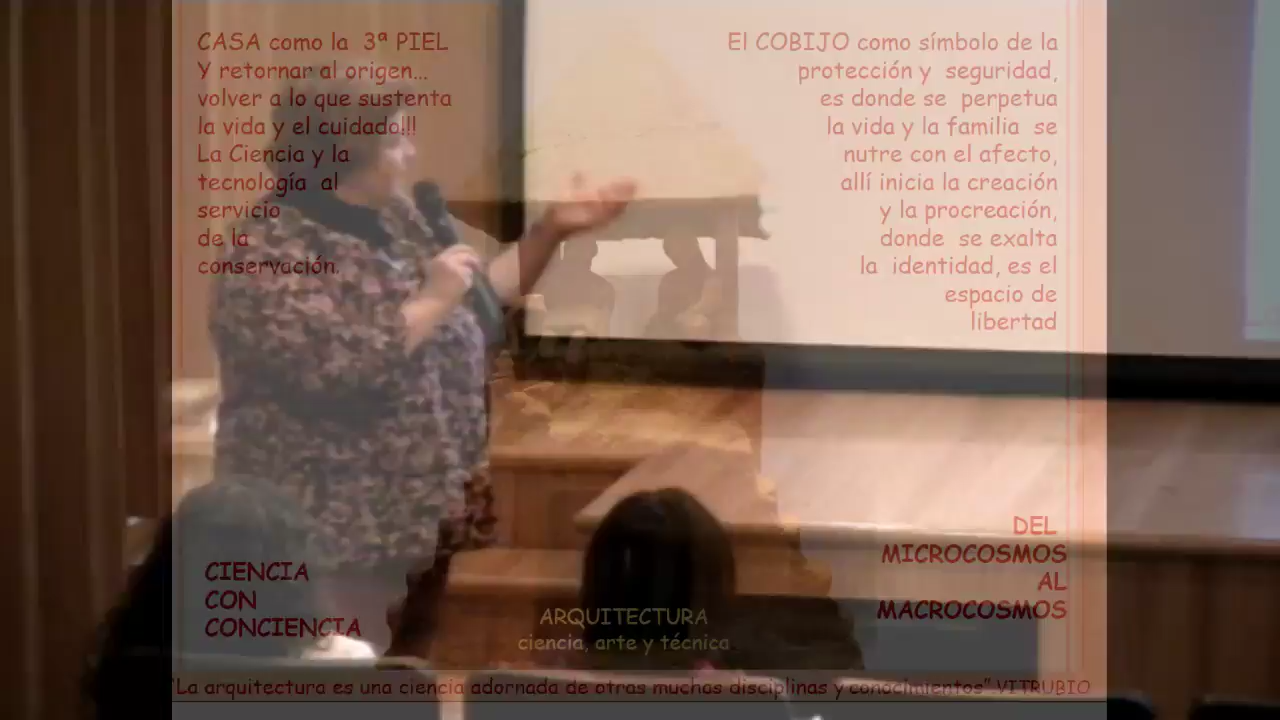 CASA como la 3ª PIEL
Y retornar al origen...
volver a lo que sustenta
la vida y el cuidado!!!
La Ciencia y la
tecnología al
servicio
de la
conservación.
El COBIJO como símbolo de la
protección y seguridad,
es donde se perpetua
la vida y la familia se
nutre con el afecto,
allí inicia la creación
y la procreación,
donde se exalta
la identidad, es el
espacio de
libertad
CIENCIA
CON
CONCIENCIA
DEL
MICROCOSMOS
AL
MACROCOSMOS
ARQUITECTURA
ciencia, arte y técnica
"La arquitectura es una ciencia adornada de otras muchas disciplinas y conocimientos".VITRUBIO